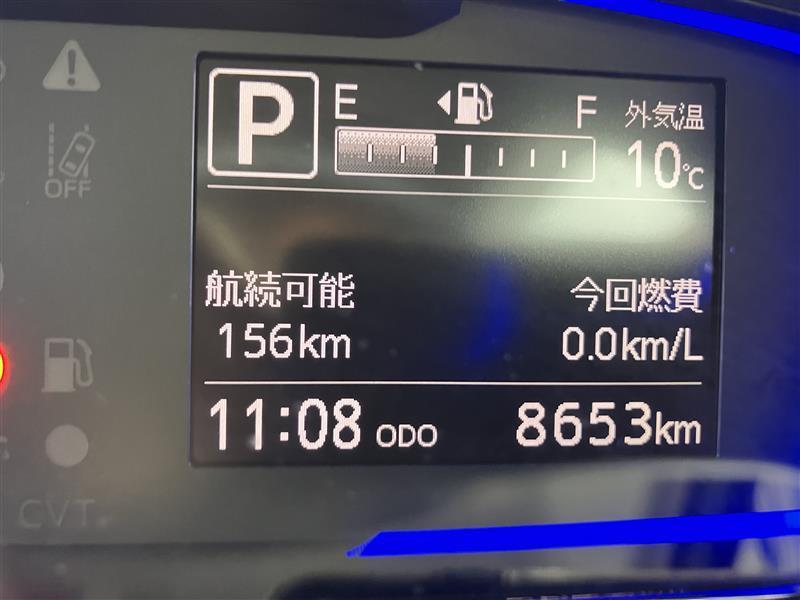 P E F 外気温
10℃
OFF
航続可能 今回燃費
156km 0.0km/L
11:08 ODO 8653km
CVT